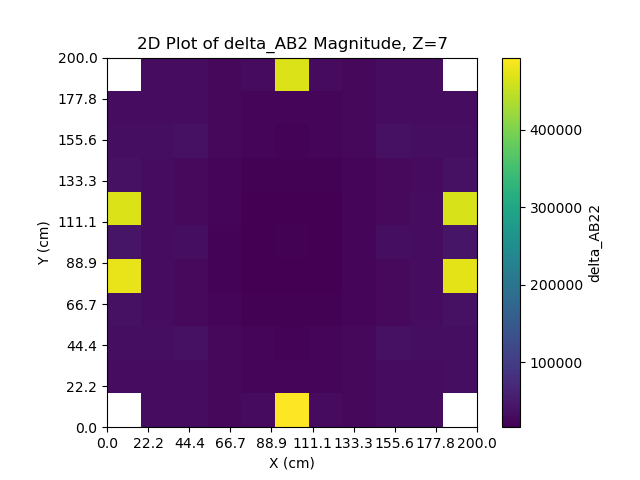 2D Plot of delta_AB2 Magnitude, Z=7
200.0
177.8
155.6
133.3
111.1
88.9
66.7
44.4
22.2
0.0
Y (cm)
0.0 22.2 44.4 66.7 88.9 111.1 133.3 155.6 177.8 200.0
X (cm)
400000
300000
200000
100000
delta_AB22